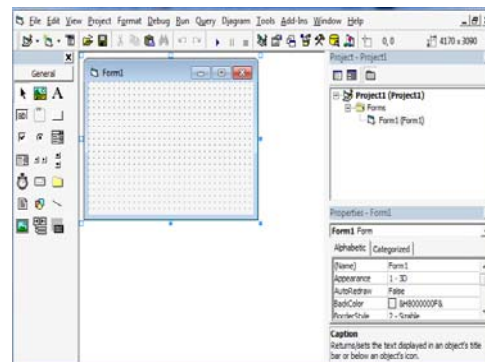 File Edit View Project Format Debug Run Query Diagram Tools Add-Ins Window Help
0,0 4170 x 3090
General
Form1
Project - Project1
Project1 (Project1)
Forms
Form1 (Form1)
Properties - Form1
Form1 Form
Alphabetic Categorized
(Name) Form1
Appearance 1 - 3D
AutoRedraw False
BackColor &H8000000F&
BorderStyle 2 - Sizable
Caption
Returns/sets the text displayed in an object's title
bar or below an object's icon.